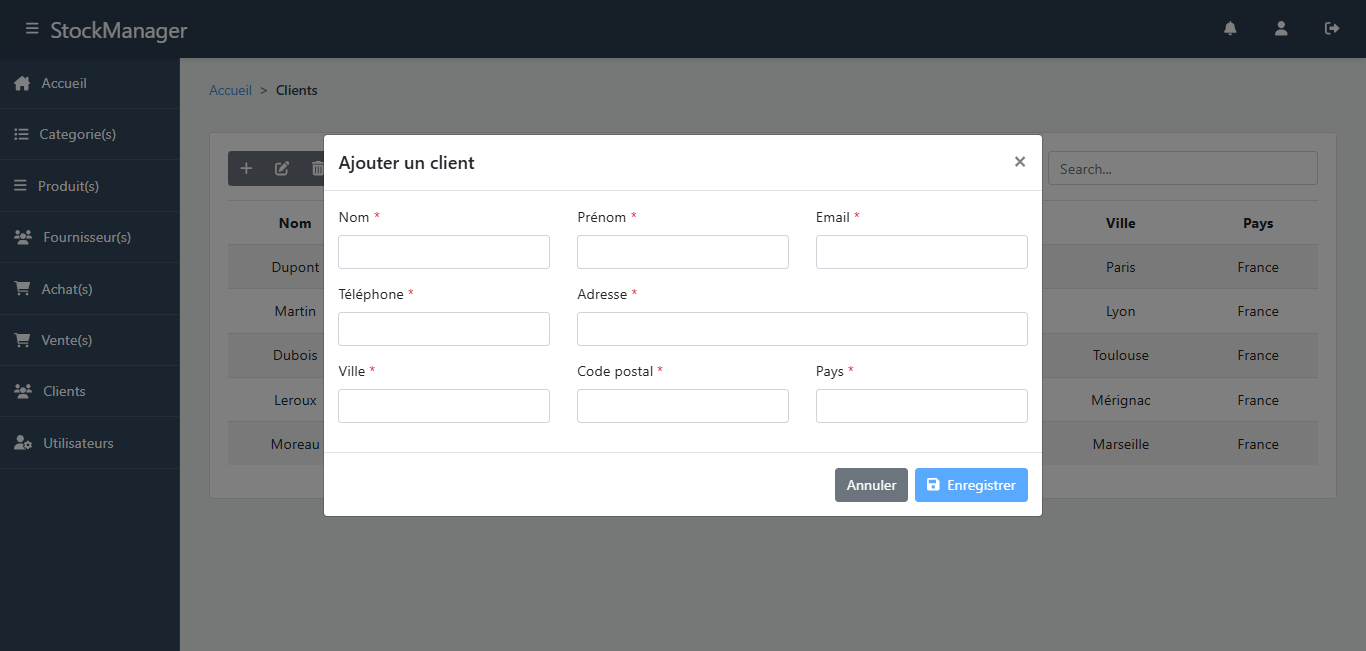 StockManager
Accueil
Categorie(s)
Produit(s)
Fournisseur(s)
Achat(s)
Vente(s)
Clients
Utilisateurs
Accueil > Clients
Search...
Nom Ville Pays
Dupont Paris France
Martin Lyon France
Dubois Toulouse France
Leroux Mérignac France
Moreau Marseille France
Ajouter un client ×
Nom * Prénom * Email *
Téléphone * Adresse *
Ville * Code postal * Pays *
Annuler Enregistrer